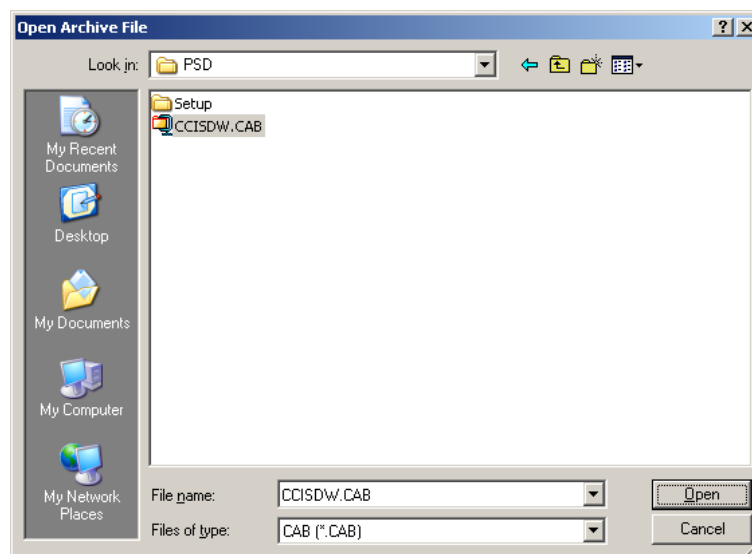 Open Archive File
Look in:
PSD
Setup
CCISDW.CAB
My Recent
Documents
Desktop
My Documents
My Computer
My Network
Places
File name:
CCISDW.CAB
Open
Files of type:
CAB (*.CAB)
Cancel